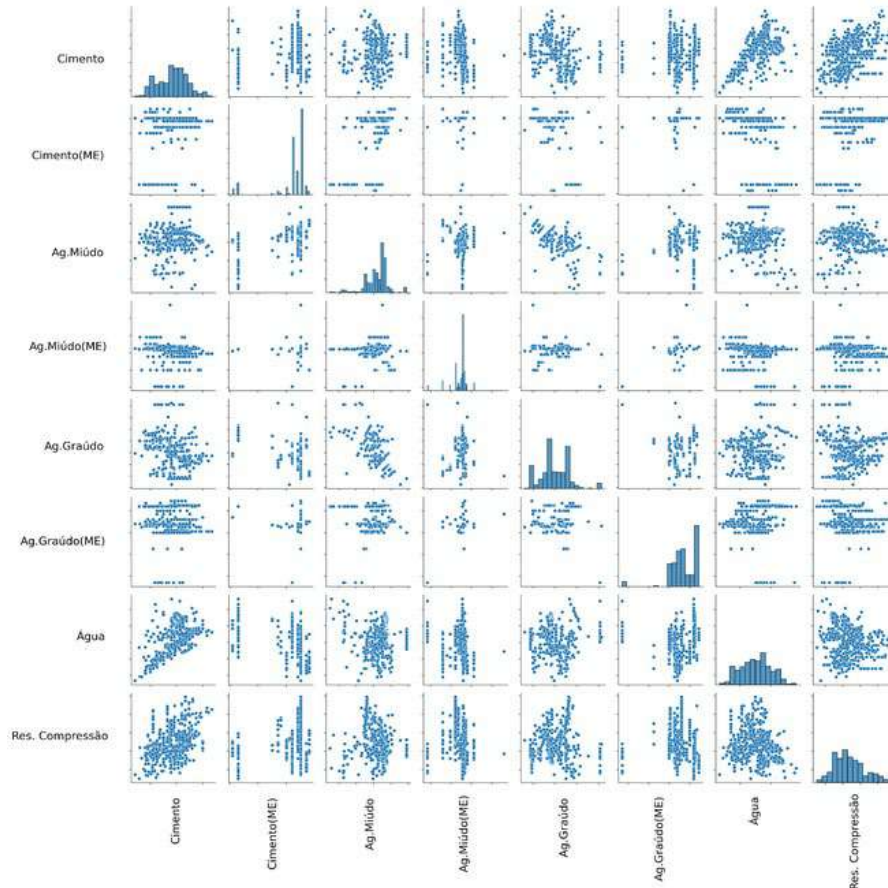 Cimento
Cimento(ME)
Ag.Miúdo
Ag.Miúdo(ME)
Ag.Graúdo
Ag.Graúdo(ME)
Água
Res. Compressão
Cimento
Cimento(ME)
Ag.Miúdo
Ag.Miúdo(ME)
Ag.Graúdo
Ag.Graúdo(ME)
Água
Res. Compressão